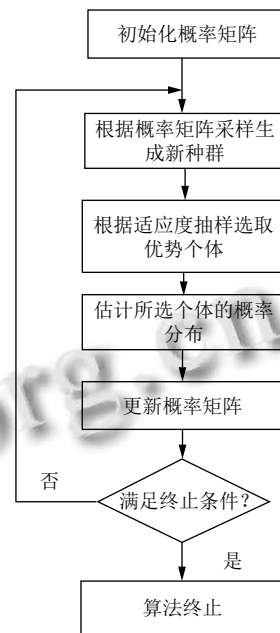 初始化概率矩阵
根据概率矩阵采样生
成新种群
根据适应度抽样选取
优势个体
估计所选个体的概率
分布
更新概率矩阵
否
满足终止条件?
是
算法终止
org.cn